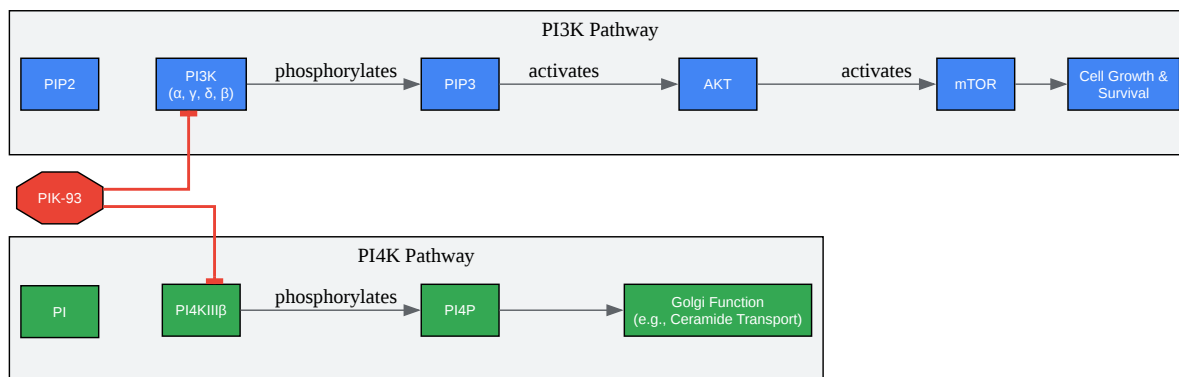 PI3K Pathway
PIP2
PI3K
(α, γ, δ, β)
phosphorylates
PIP3
activates
AKT
activates
mTOR
Cell Growth &
Survival
PIK-93
PI4K Pathway
PI
PI4KIIIβ
phosphorylates
PI4P
Golgi Function
(e.g., Ceramide Transport)